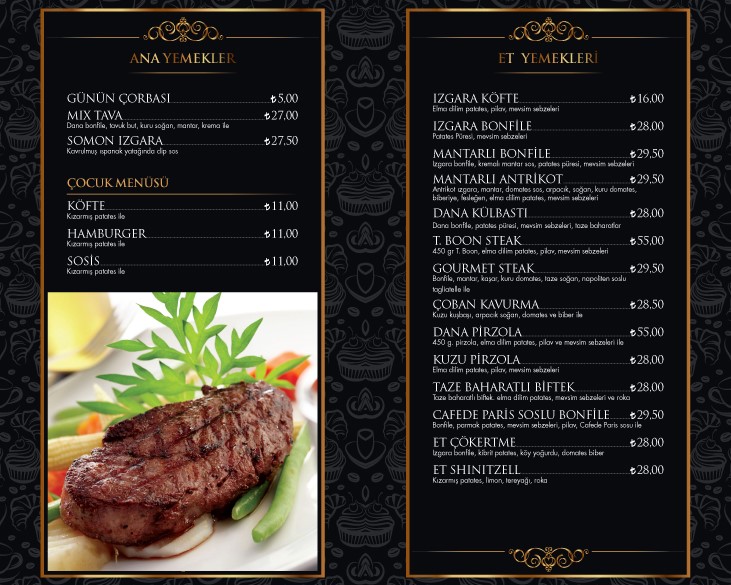 ANA YEMEKLER
GÜNÜN ÇORBASI ₺5,00
MIX TAVA ₺27,00
Dana bonfile, tavuk but, kuru soğan, mantar, krema ile
SOMON IZGARA ₺27,50
Kavrulmuş ıspanak yatağında dip sos
ÇOCUK MENÜSÜ
KÖFTE ₺11,00
Kızarmış patates ile
HAMBURGER ₺11,00
Kızarmış patates ile
SOSİS ₺11,00
Kızarmış patates ile
ET YEMEKLERİ
IZGARA KÖFTE ₺16,00
Elma dilim patates, pilav, mevsim sebzeleri
IZGARA BONFİLE ₺28,00
Patates Püresi, mevsim sebzeleri
MANTARLI BONFİLE ₺29,50
Izgara bonfile, kremalı mantar sos, patates püresi, mevsim sebzeleri
MANTARLI ANTRİKOT ₺29,50
Antrikot ızgara, mantar, domates sos, arpacık, soğan, kuru domates,
biberiye, fesleğen, elma dilim patates, mevsim sebzeleri
DANA KÜLBASTI ₺28,00
Dana bonfile, patates püresi, mevsim sebzeleri, taze baharatlar
T. BOON STEAK ₺55,00
450 gr T. Boon, elma dilim patates, pilav, mevsim sebzeleri
GOURMET STEAK ₺29,50
Bonfile, mantar, kaşar, kuru domates, taze soğan, napoliten soslu
tagliatelle ile
ÇOBAN KAVURMA ₺28,50
Kuzu kuşbaşı, arpacık soğan, domates ve biber ile
DANA PİRZOLA ₺55,00
450 g. pirzola, elma dilim patates, pilav ve mevsim sebzeleri ile
KUZU PİRZOLA ₺28,00
Elma dilim patates, pilav, mevsim sebzeleri
TAZE BAHARATLI BİFTEK ₺28,00
Taze baharatlı biftek. elma dilim patates, mevsim sebzeleri ve roka
CAFEDE PARİS SOSLU BONFİLE ₺29,50
Bonfile, parmak patates, mevsim sebzeleri, pilav, Cafede Paris sosu ile
ET ÇÖKERTME ₺28,00
Izgara bonfile, kibrit patates, köy yoğurdu, domates biber
ET SHINITZELL ₺28,00
Kızarmış patates, limon, tereyağı, roka